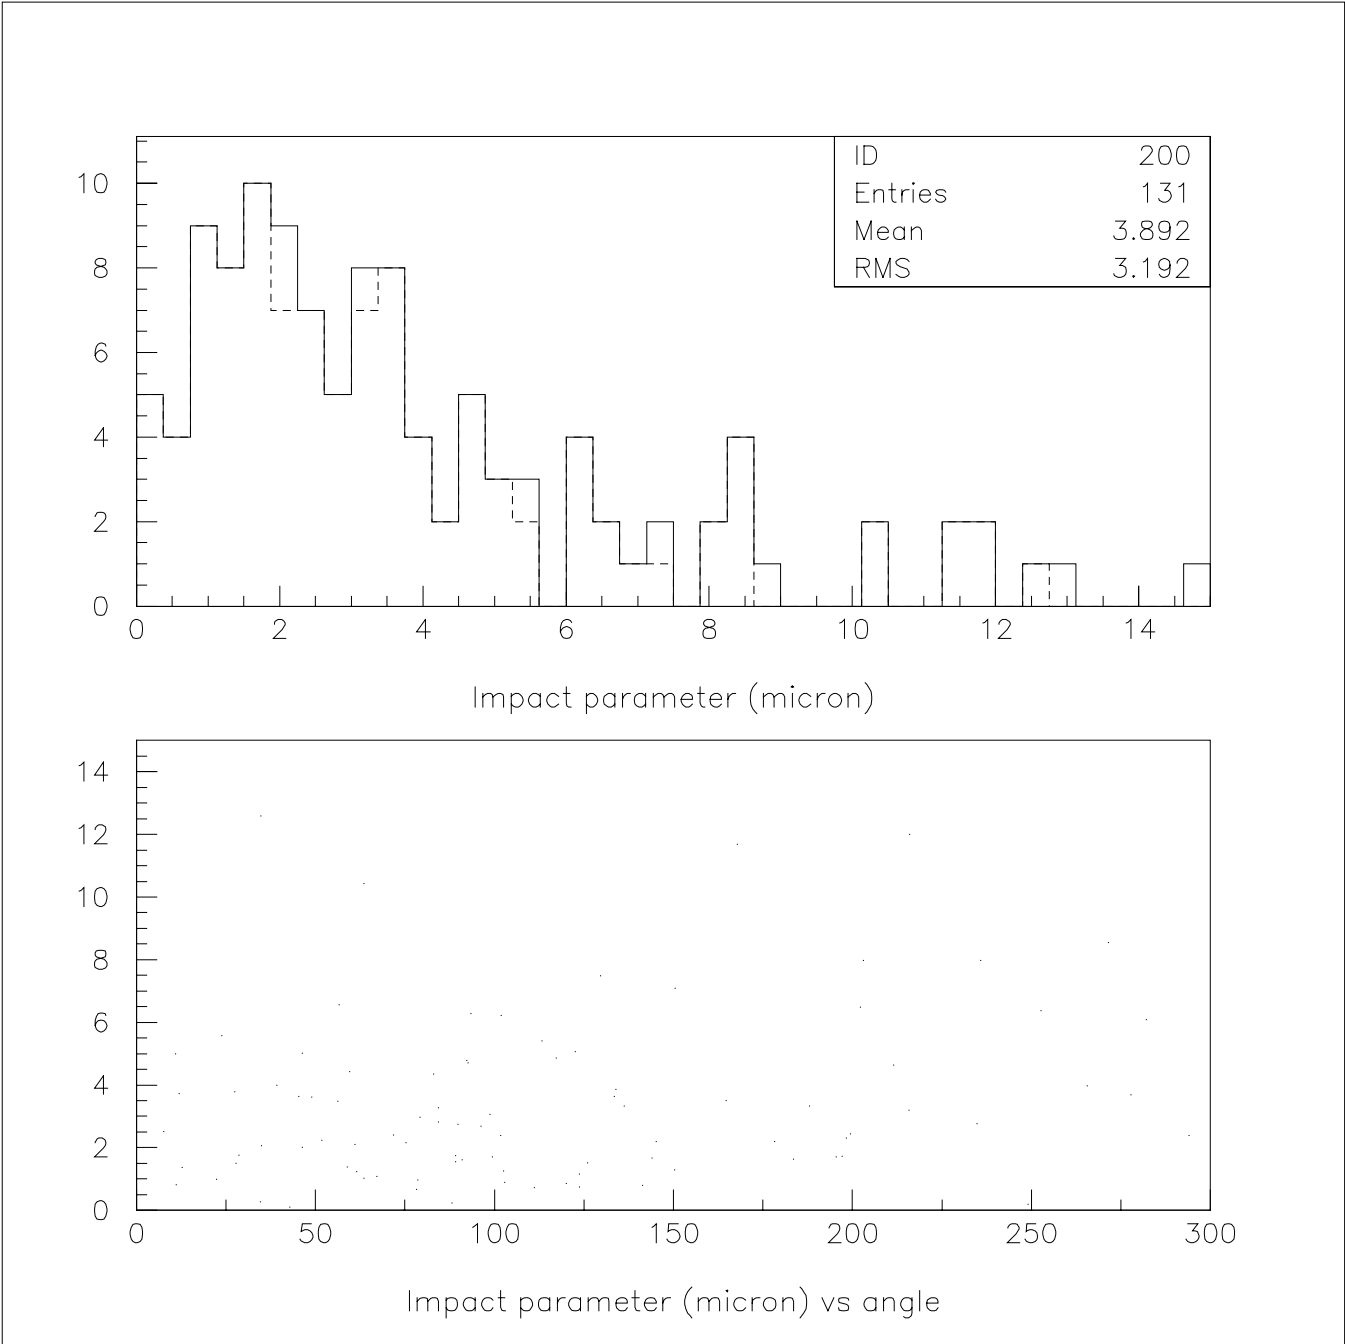 ID 200
Entries 131
Mean 3.892
RMS 3.192
10
8
6
4
2
0
0 2 4 6 8 10 12 14
Impact parameter (micron)
14
12
10
8
6
4
2
0
0 50 100 150 200 250 300
Impact parameter (micron) vs angle